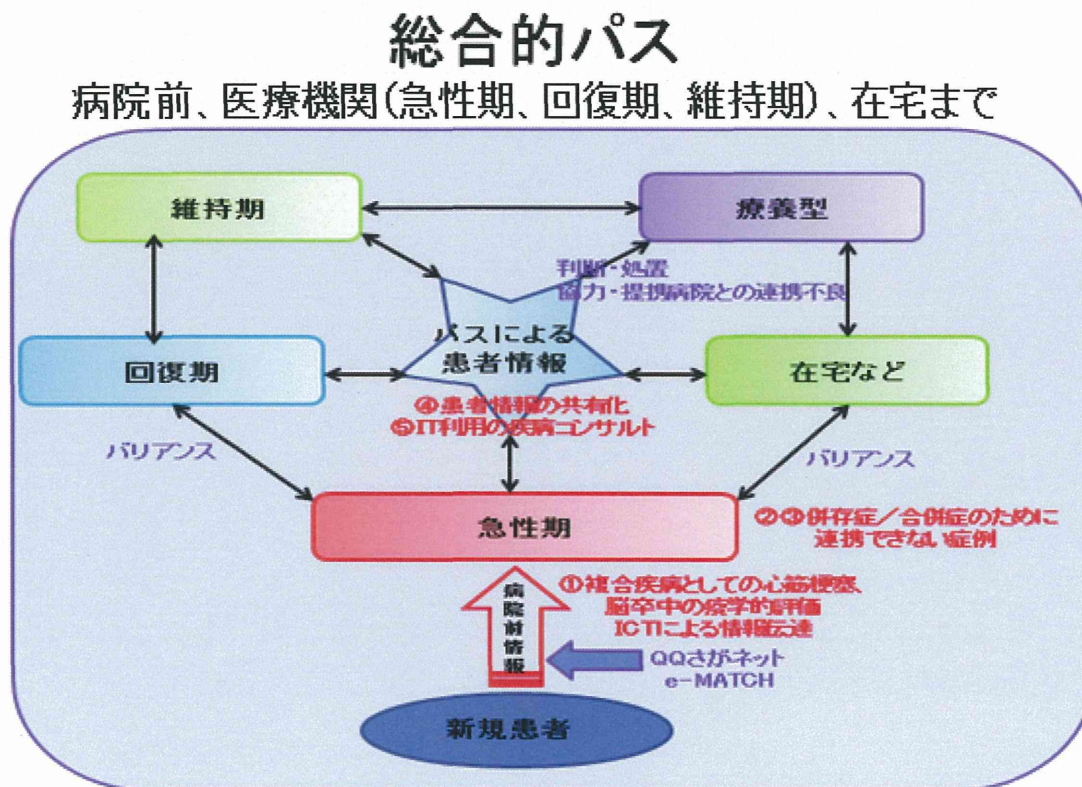 総合的パス
病院前、医療機関(急性期、回復期、維持期)、在宅まで
維持期
療養型
判断・処置
協力・提携病院との連携不良
パスによる
患者情報
回復期
在宅など
④患者情報の共有化
⑤IT利用の疾病コンサルト
バリアンス
バリアンス
急性期
②③併存症/合併症のために
連携できない症例
病院前情報
①複合疾病としての心筋梗塞、
脳卒中の疫学的評価
ICTによる情報伝達
QQさがネット
e-MATCH
新規患者